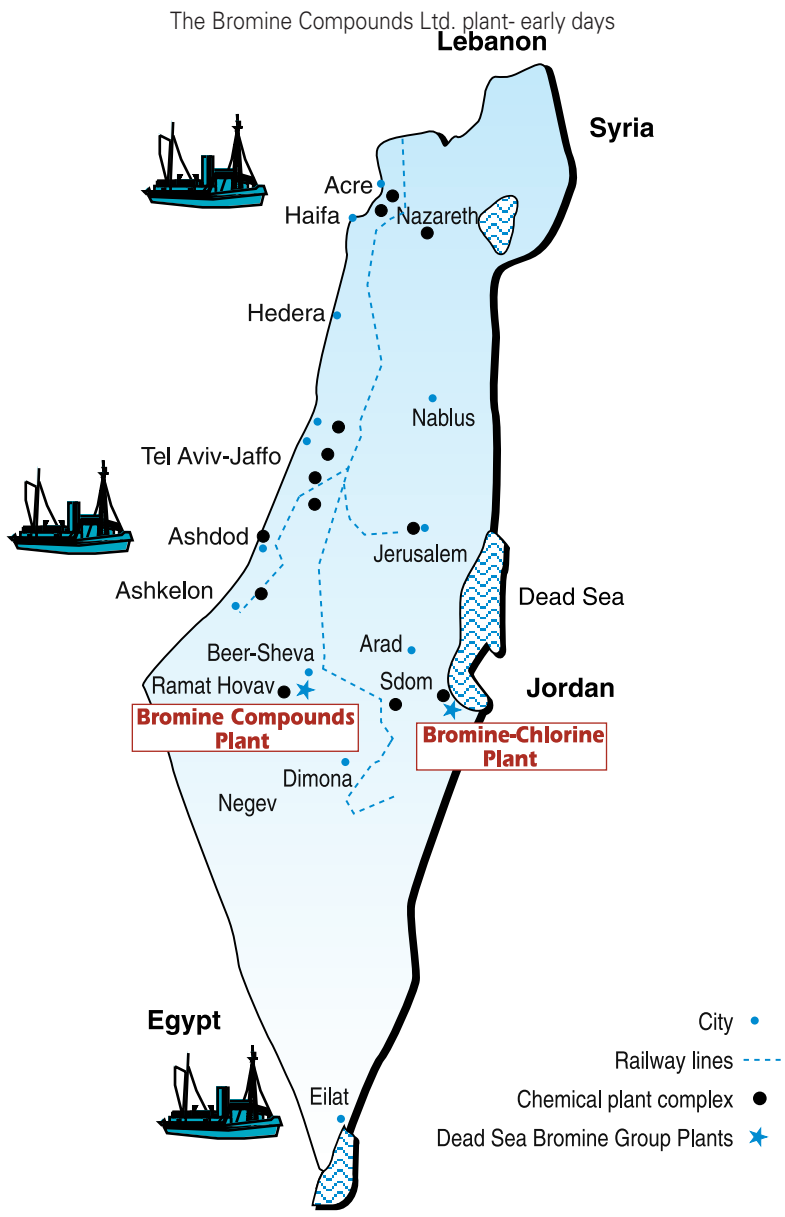 The Bromine Compounds Ltd. plant- early days
Lebanon
Syria
Acre
Haifa
Nazareth
Hedera
Nablus
Tel Aviv-Jaffo
Ashdod
Jerusalem
Ashkelon
Dead Sea
Beer-Sheva
Arad
Ramat Hovav
Sdom
Jordan
Bromine Compounds
Plant
Bromine-Chlorine
Plant
Dimona
Negev
Egypt
Eilat
City
Railway lines
Chemical plant complex
Dead Sea Bromine Group Plants